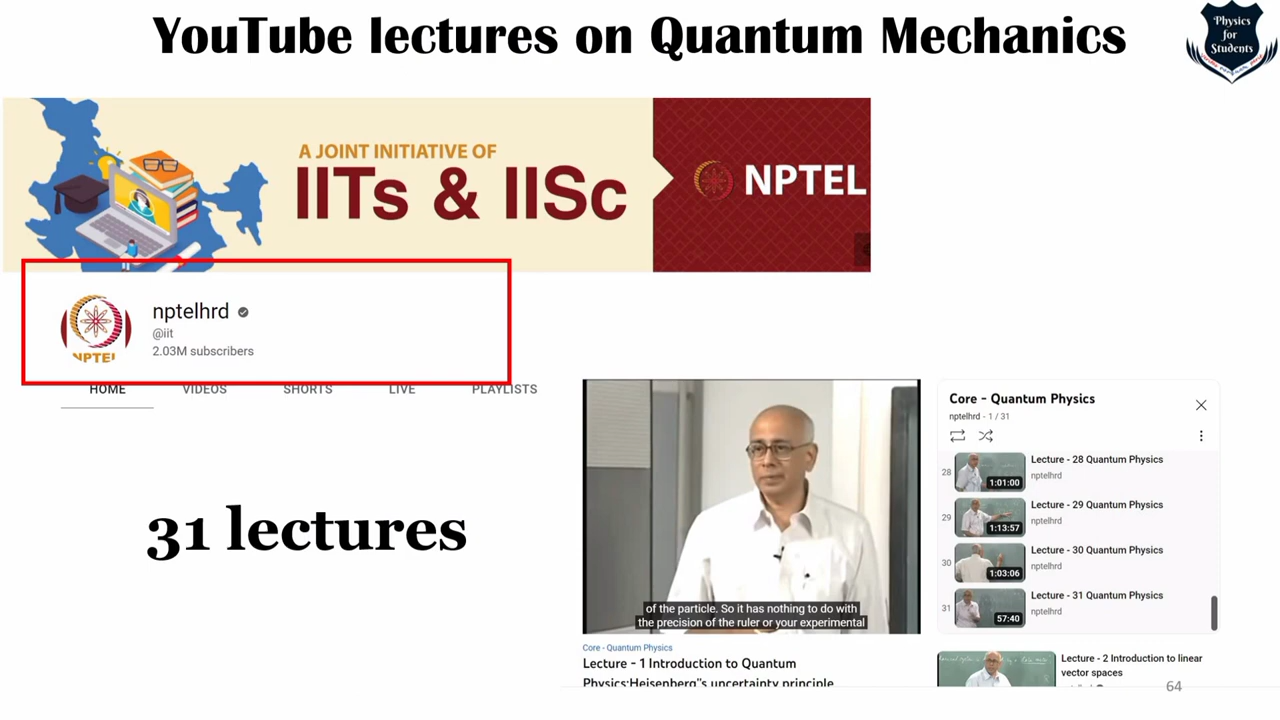 YouTube lectures on Quantum Mechanics
Physics
for
Students
A JOINT INITIATIVE OF
IITs & IISc
NPTEL
nptelhrd
@iit
2.03M subscribers
NPTEL
HOME VIDEOS SHORTS LIVE PLAYLISTS
31 lectures
of the particle. So it has nothing to do with
the precision of the ruler or your experimental
Core - Quantum Physics
Lecture - 1 Introduction to Quantum
Physics;Heisenberg"s uncertainty principle
Core - Quantum Physics
nptelhrd - 1 / 31
28
1:01:00
Lecture - 28 Quantum Physics
nptelhrd
29
1:13:57
Lecture - 29 Quantum Physics
nptelhrd
30
1:03:06
Lecture - 30 Quantum Physics
nptelhrd
31
57:40
Lecture - 31 Quantum Physics
nptelhrd
Lecture - 2 Introduction to linear
vector spaces
64